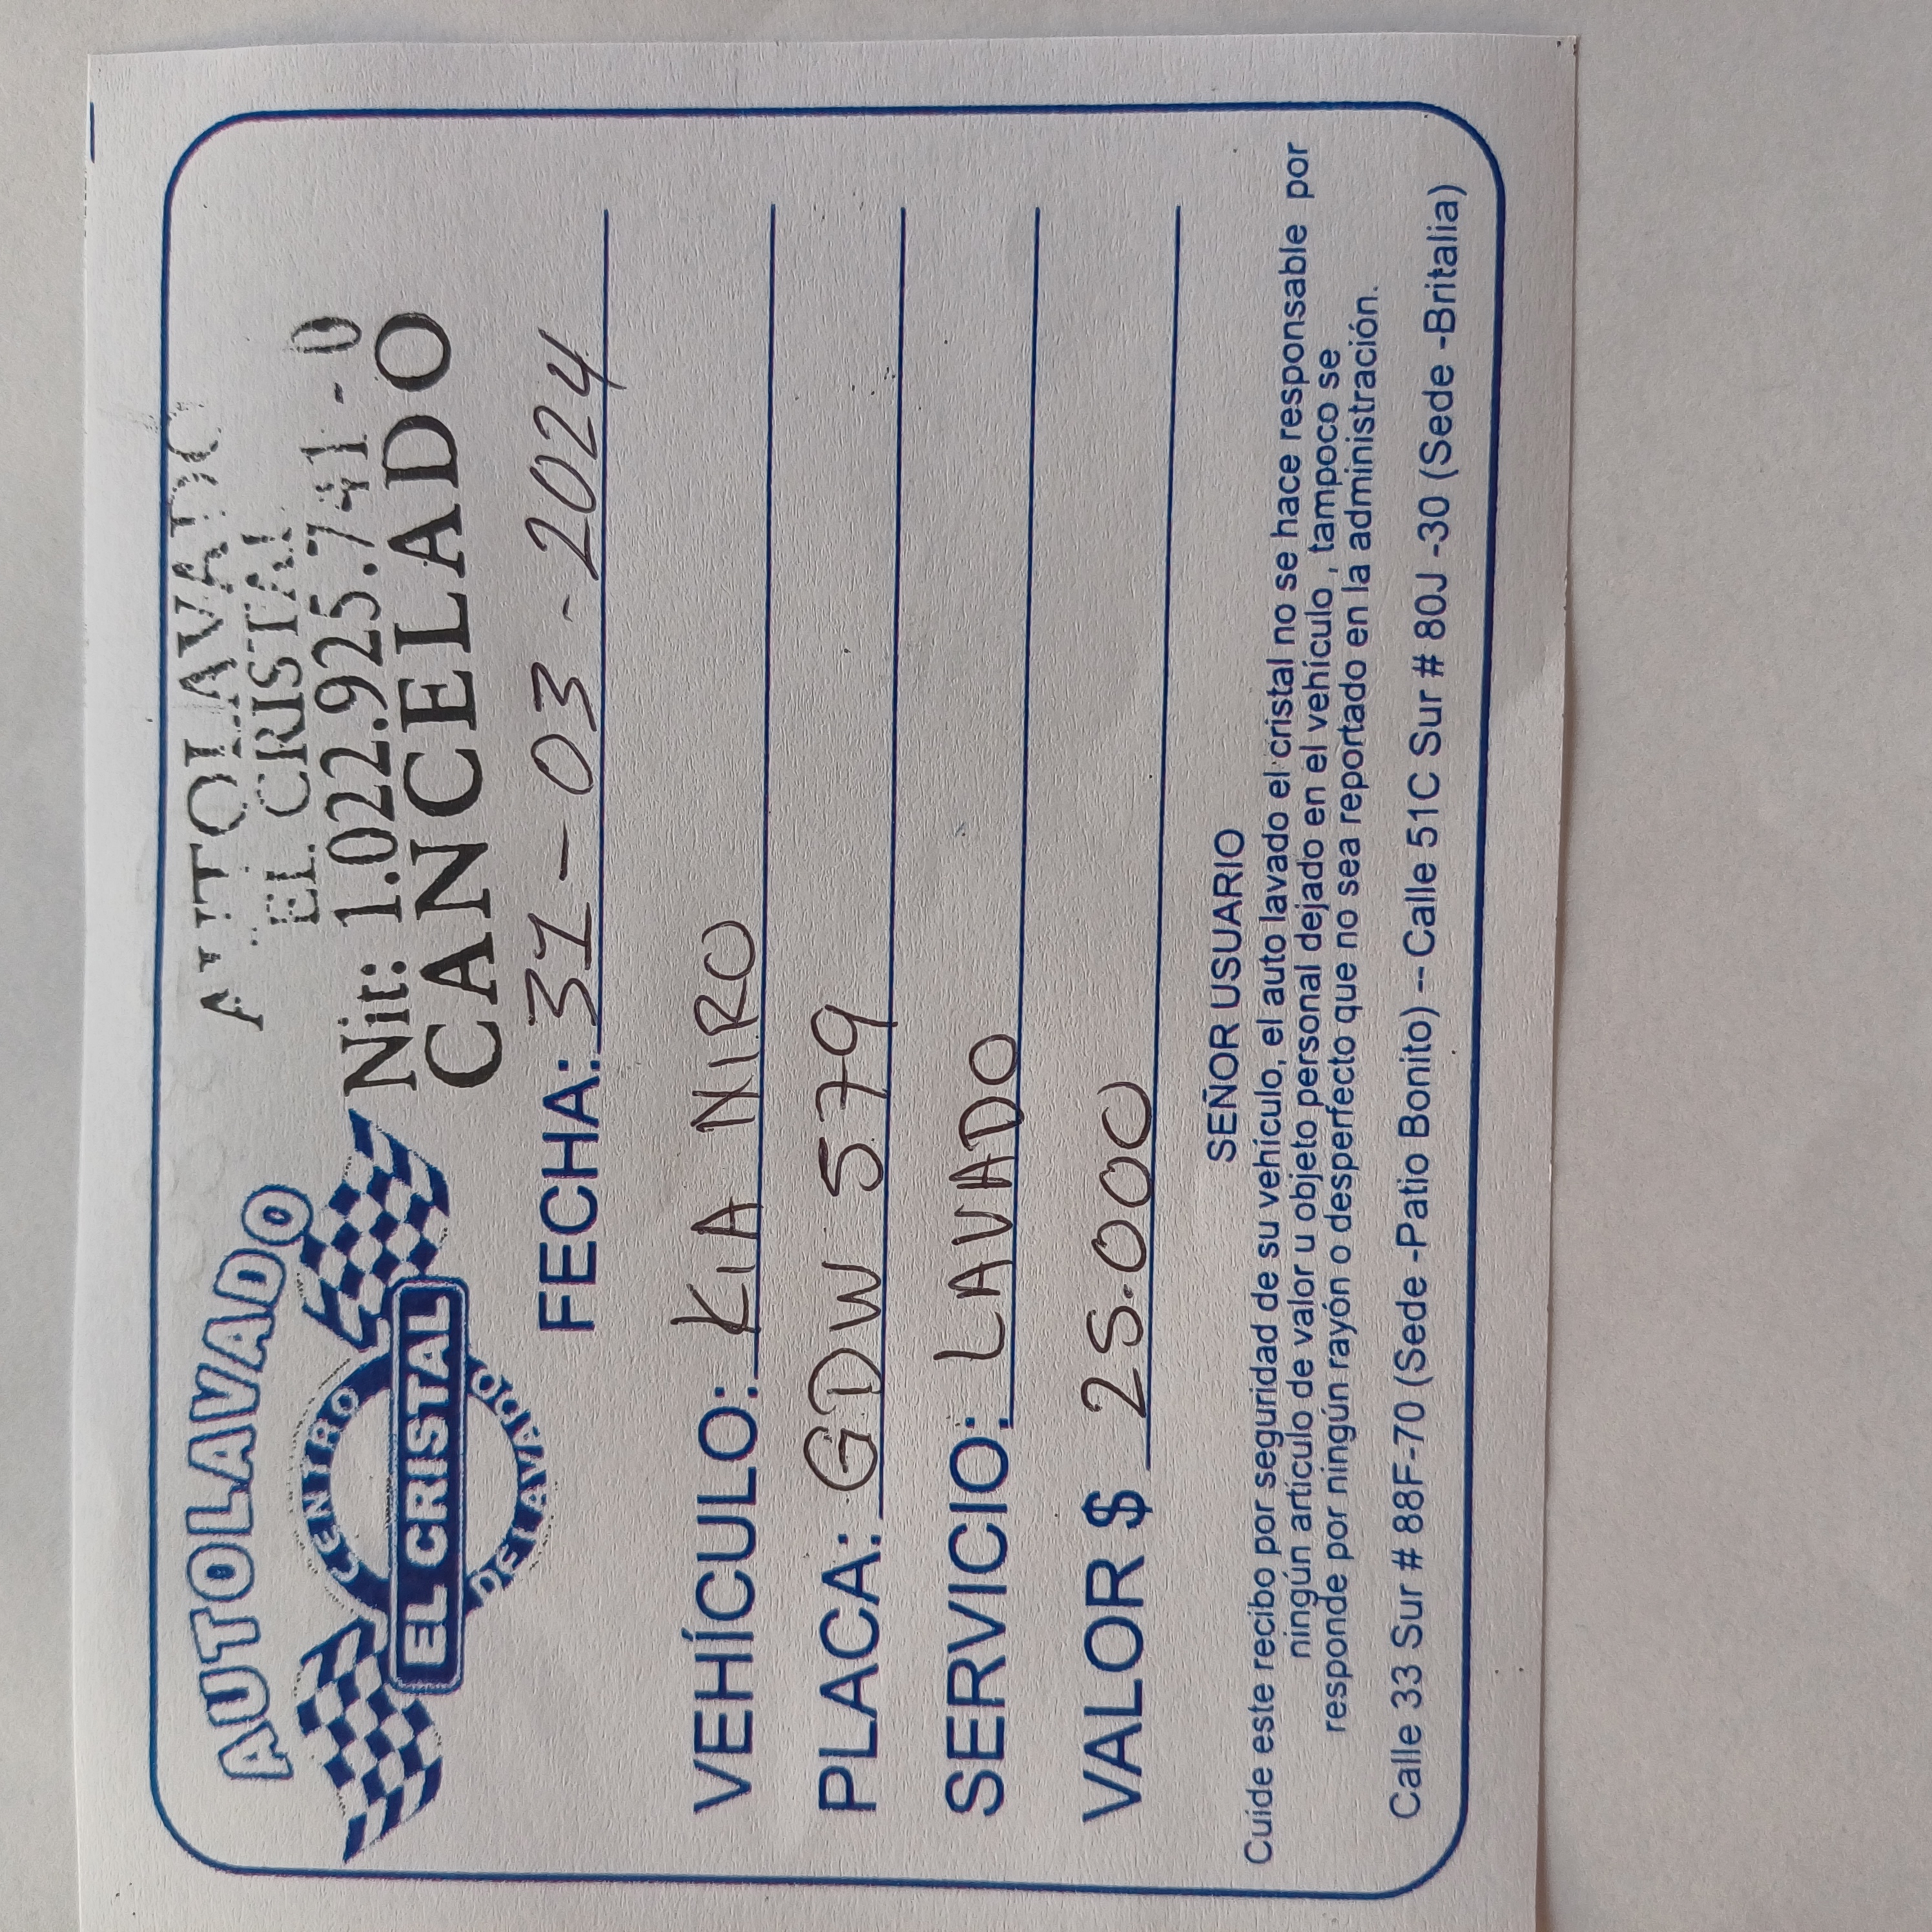 AUTOLAVADO
CENTRO
EL CRISTAL
DE LAVADO
AUTOLAVADO
EL CRISTAL
Nit: 1.022.925.741-0
CANCELADO
FECHA: 31-03-2024
VEHÍCULO: KIA NIRO
PLACA: GDW 579
SERVICIO: LAVADO
VALOR $ 25.000
SEÑOR USUARIO
Cuide este recibo por seguridad de su vehículo, el auto lavado el cristal no se hace responsable por
ningún artículo de valor u objeto personal dejado en el vehículo , tampoco se
responde por ningún rayón o desperfecto que no sea reportado en la administración.
Calle 33 Sur # 88F-70 (Sede -Patio Bonito) -- Calle 51C Sur # 80J -30 (Sede -Britalia)